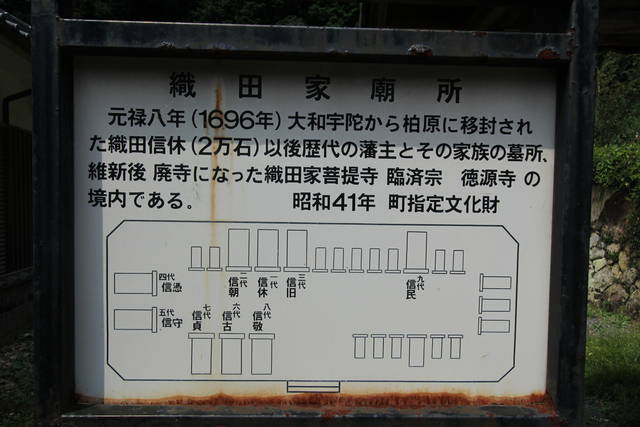 織田家廟所
元禄八年(1696年)大和宇陀から柏原に移封され
た織田信休(2万石)以後歴代の藩主とその家族の墓所、
維新後 廃寺になった織田家菩提寺 臨済宗 徳源寺 の
境内である。 昭和41年 町指定文化財
四代 信憑
二代 信朝
一代 信休
三代 信旧
九代 信民
五代 信守
七代 信貞
六代 信古
八代 信敬